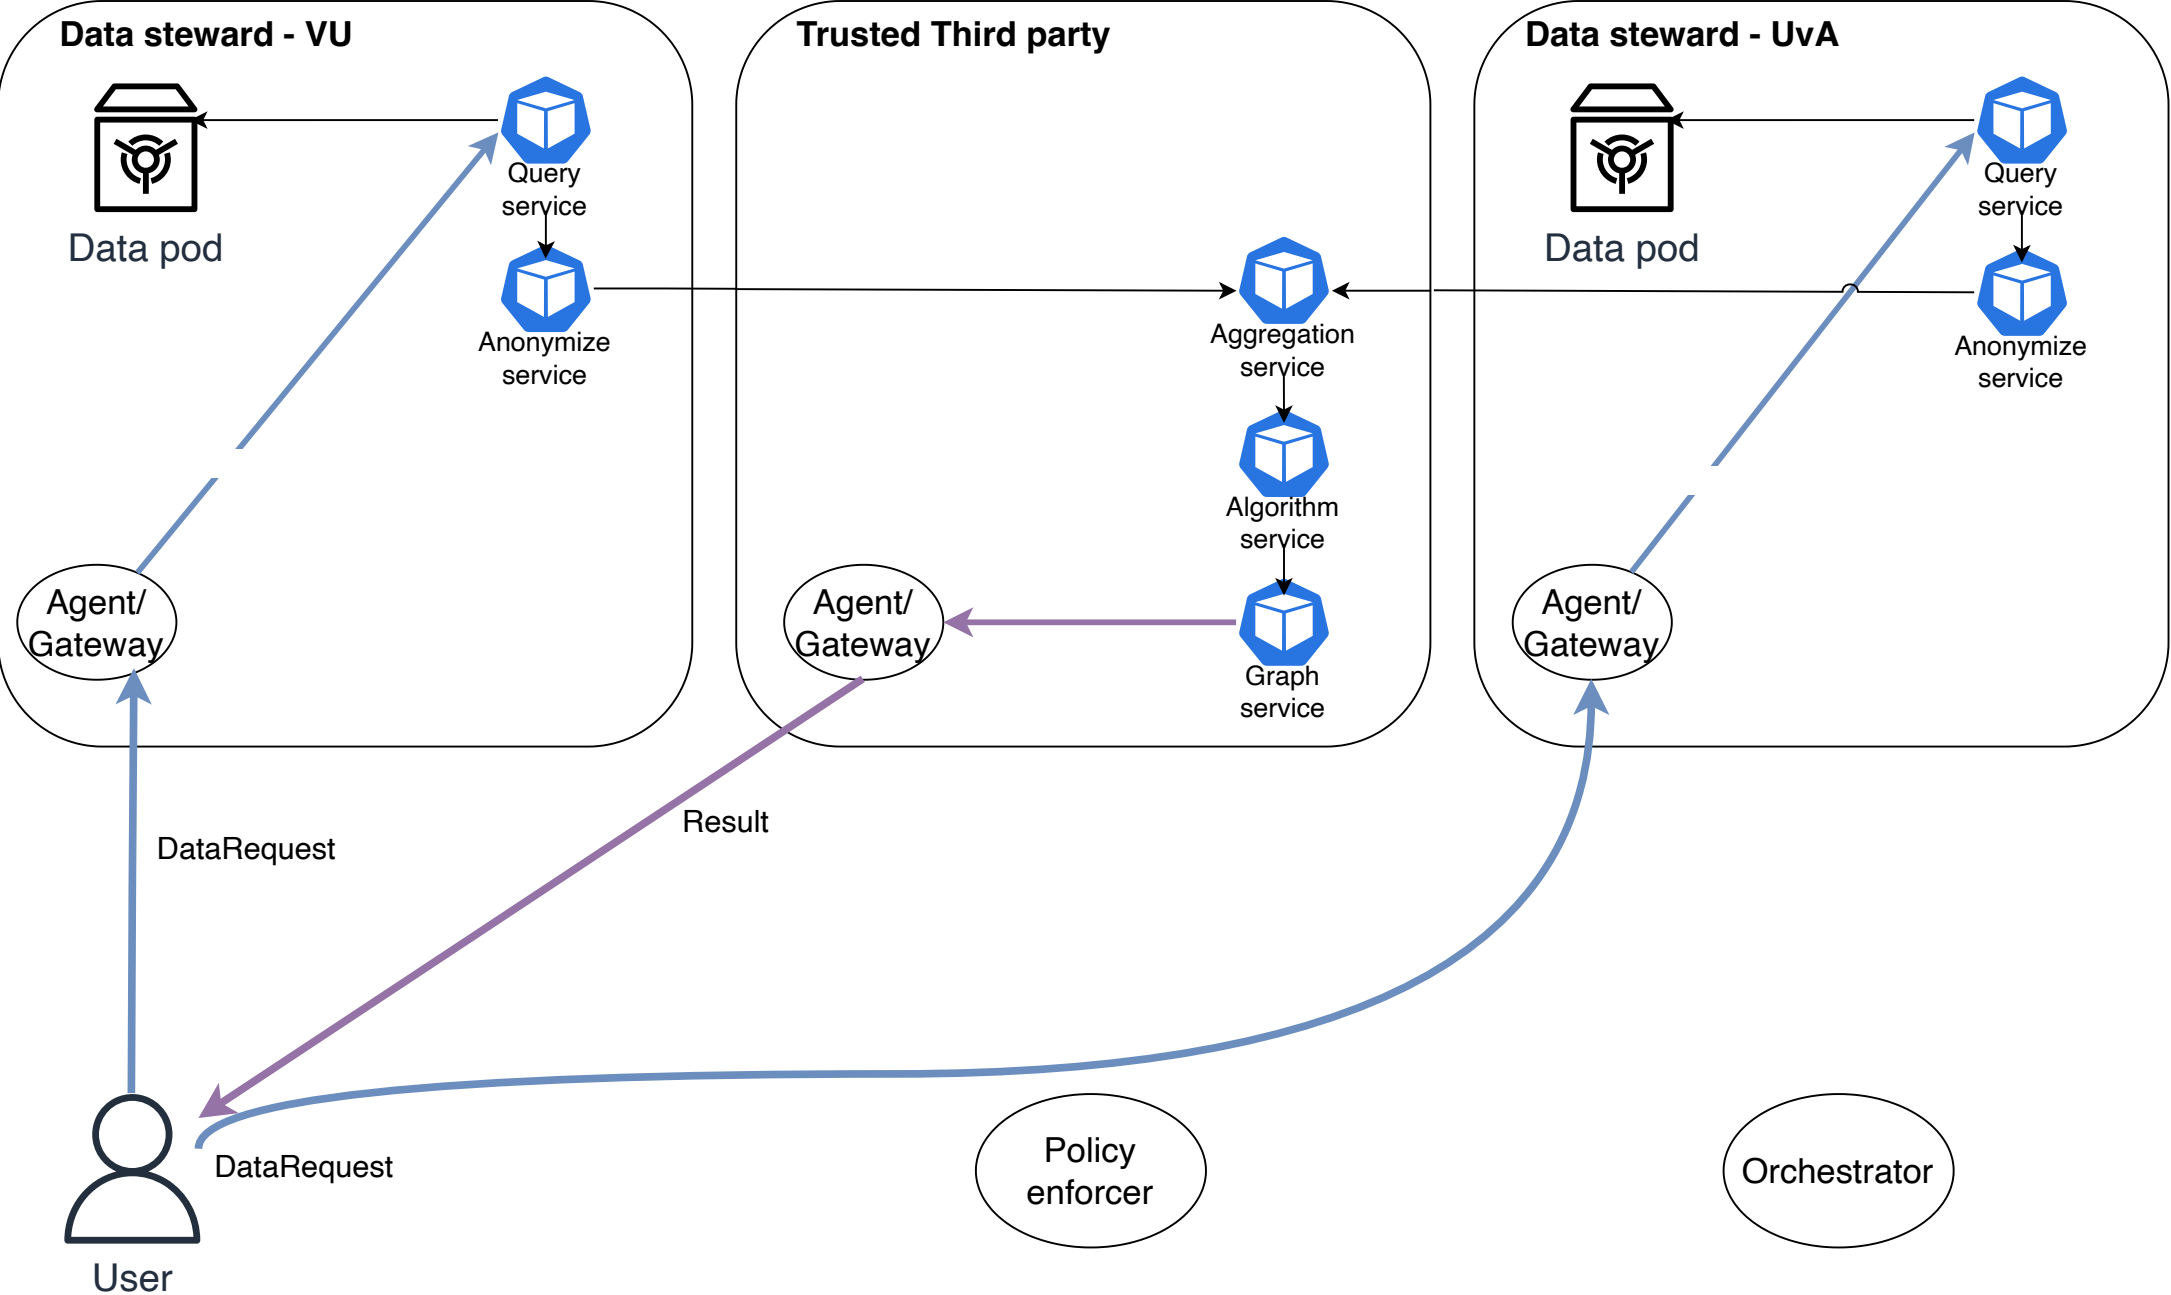 Data steward - VU
Data pod
Query
service
Anonymize
service
Agent/
Gateway
Trusted Third party
Aggregation
service
Algorithm
service
Graph
service
Agent/
Gateway
Data steward - UvA
Data pod
Query
service
Anonymize
service
Agent/
Gateway
DataRequest
Result
DataRequest
User
Policy
enforcer
Orchestrator